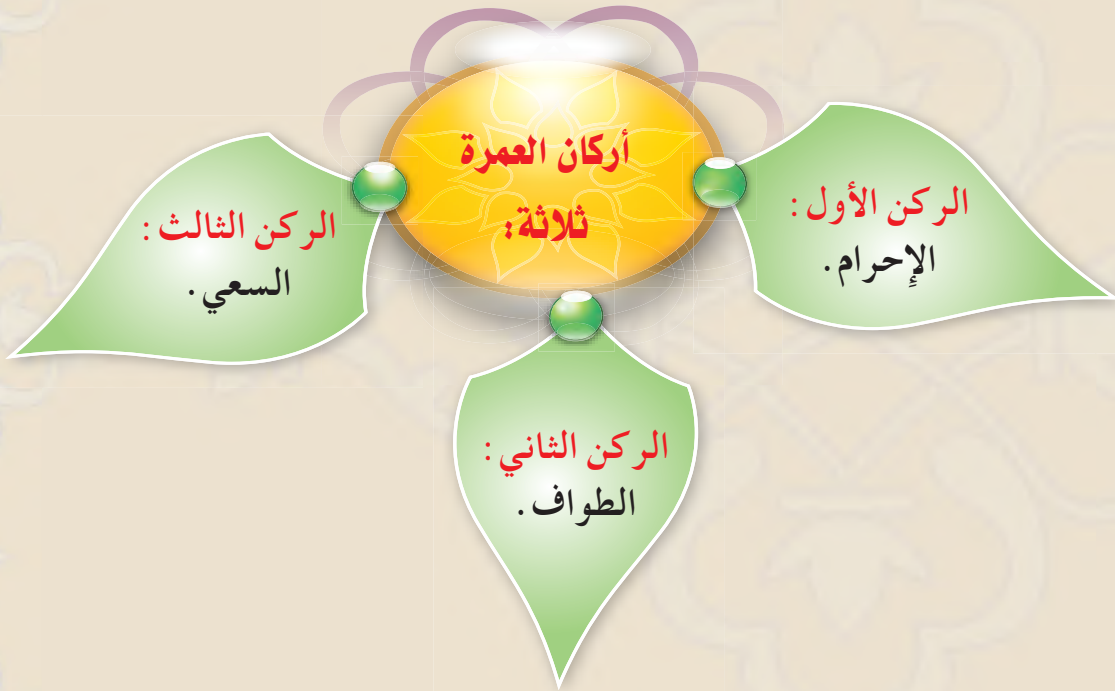 أركان العمرة
ثلاثة:
الركن الأول:
الإحرام.
الركن الثاني:
الطواف.
الركن الثالث:
السعي.